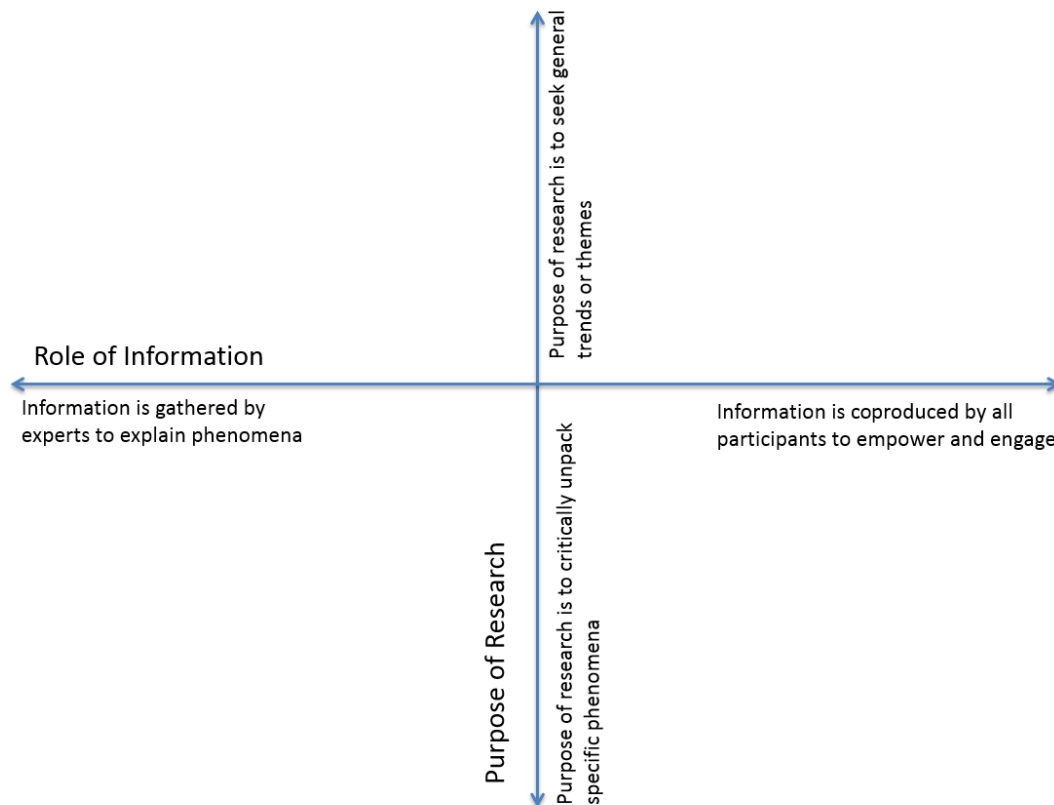 Purpose of research is to seek general
trends or themes
Role of Information
Information is gathered by
experts to explain phenomena
Information is coproduced by all
participants to empower and engage
Purpose of Research
Purpose of research is to critically unpack
specific phenomena